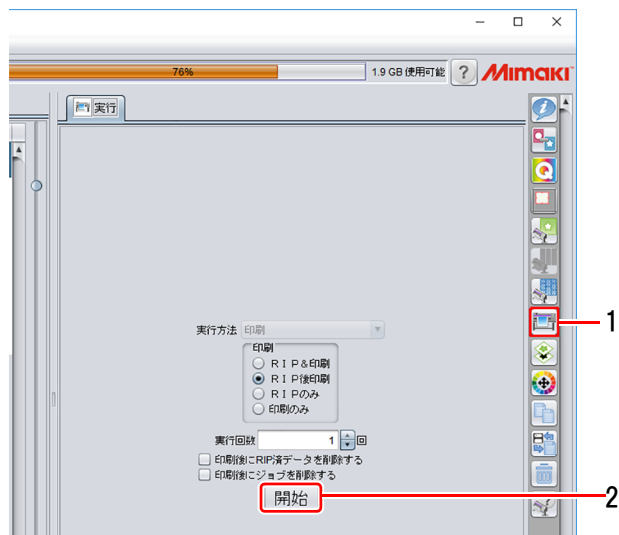 76%
1.9 GB 使用可能
?
Mimaki
実行
1
実行方法 印刷
印刷
ＲＩＰ＆印刷
ＲＩＰ後印刷
ＲＩＰのみ
印刷のみ
実行回数 1 回
印刷後にRIP済データを削除する
印刷後にジョブを削除する
開始
2